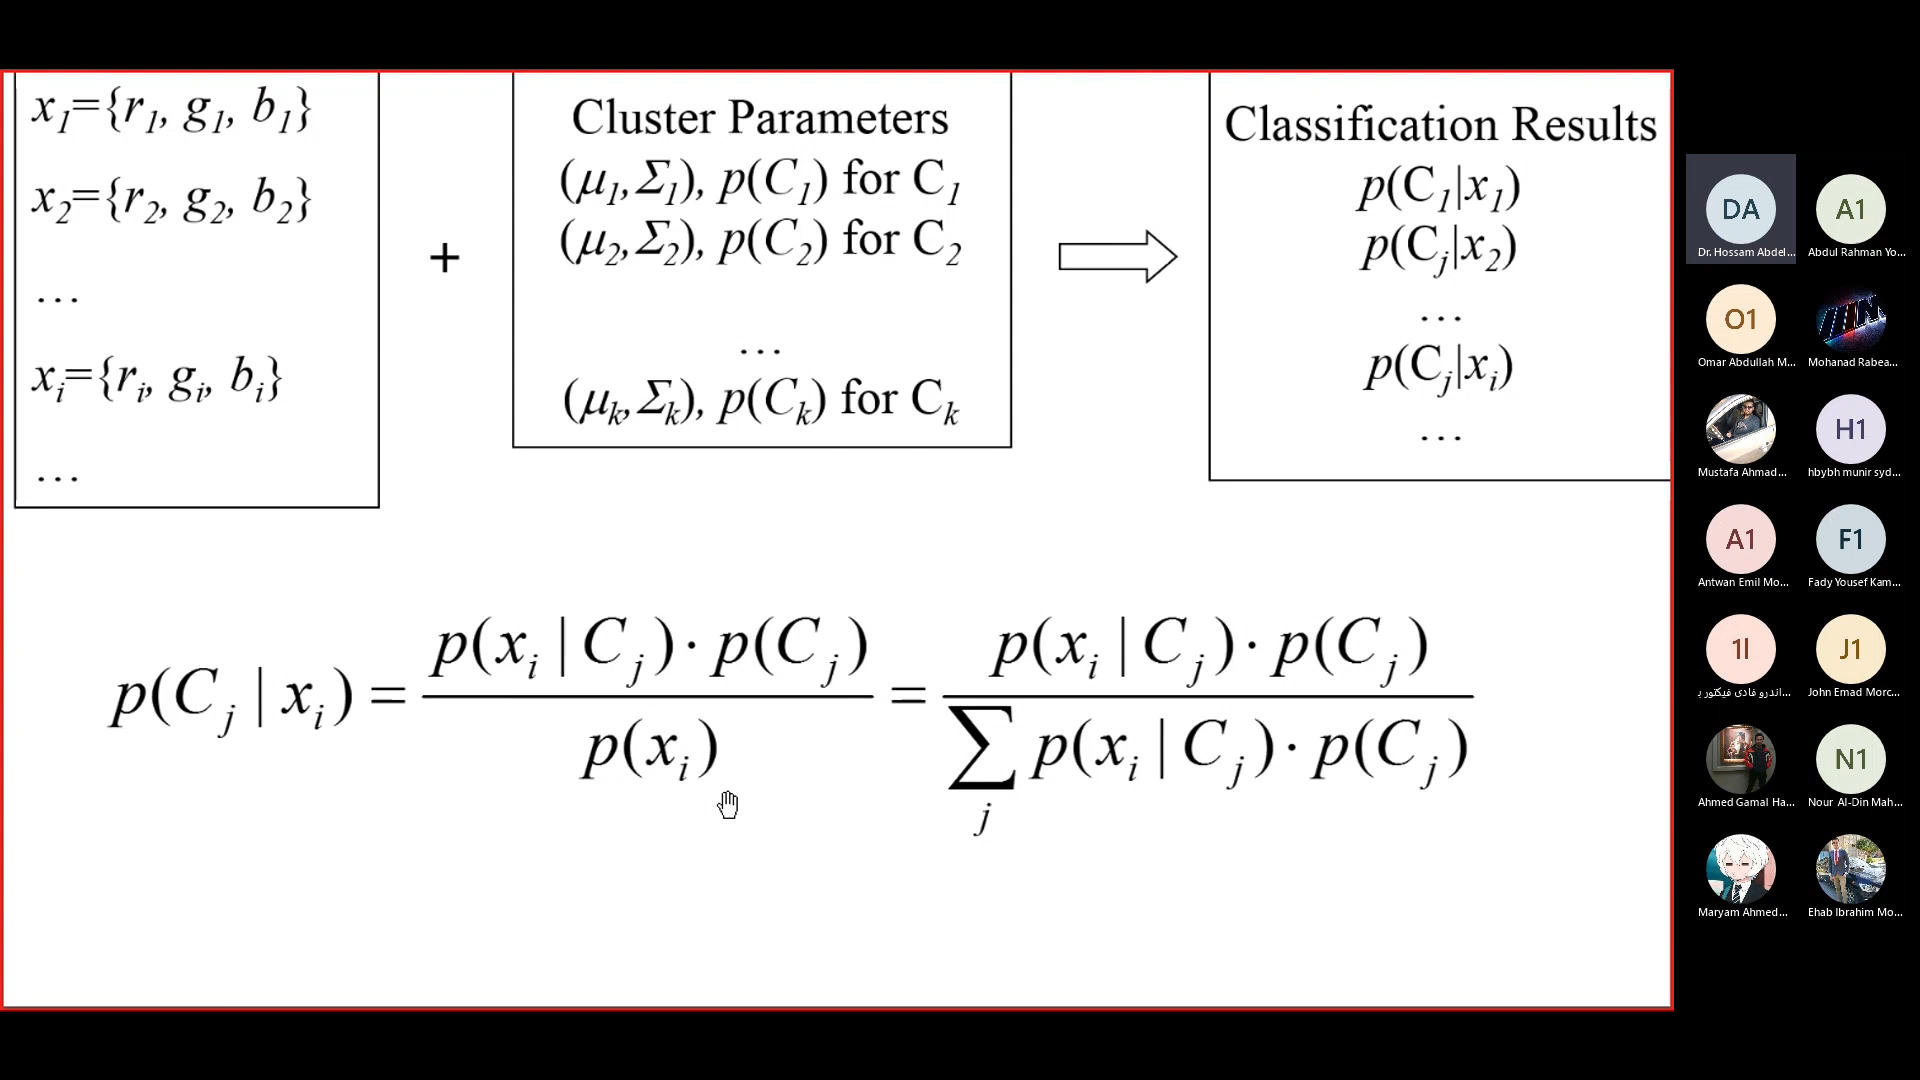 x₁={r₁, g₁, b₁}
x₂={r₂, g₂, b₂}
…
xᵢ={rᵢ, gᵢ, bᵢ}
…
+
Cluster Parameters
(μ₁,Σ₁), p(C₁) for C₁
(μ₂,Σ₂), p(C₂) for C₂
…
(μₖ,Σₖ), p(Cₖ) for Cₖ
Classification Results
p(C₁|x₁)
p(Cⱼ|x₂)
…
p(Cⱼ|xᵢ)
…
p(Cⱼ | xᵢ) = p(xᵢ | Cⱼ) · p(Cⱼ) / p(xᵢ) = p(xᵢ | Cⱼ) · p(Cⱼ) / ∑ⱼ p(xᵢ | Cⱼ) · p(Cⱼ)
DA
Dr. Hossam Abdel...
A1
Abdul Rahman Yo...
O1
Omar Abdullah M...
Mohanad Rabea...
Mustafa Ahmad...
H1
hbybh munir syd...
A1
Antwan Emil Mo...
F1
Fady Yousef Kam...
1ا
اندرو فادى فيكتور ي...
J1
John Emad Morc...
Ahmed Gamal Ha...
N1
Nour Al-Din Mah...
Maryam Ahmed...
Ehab Ibrahim Mo...